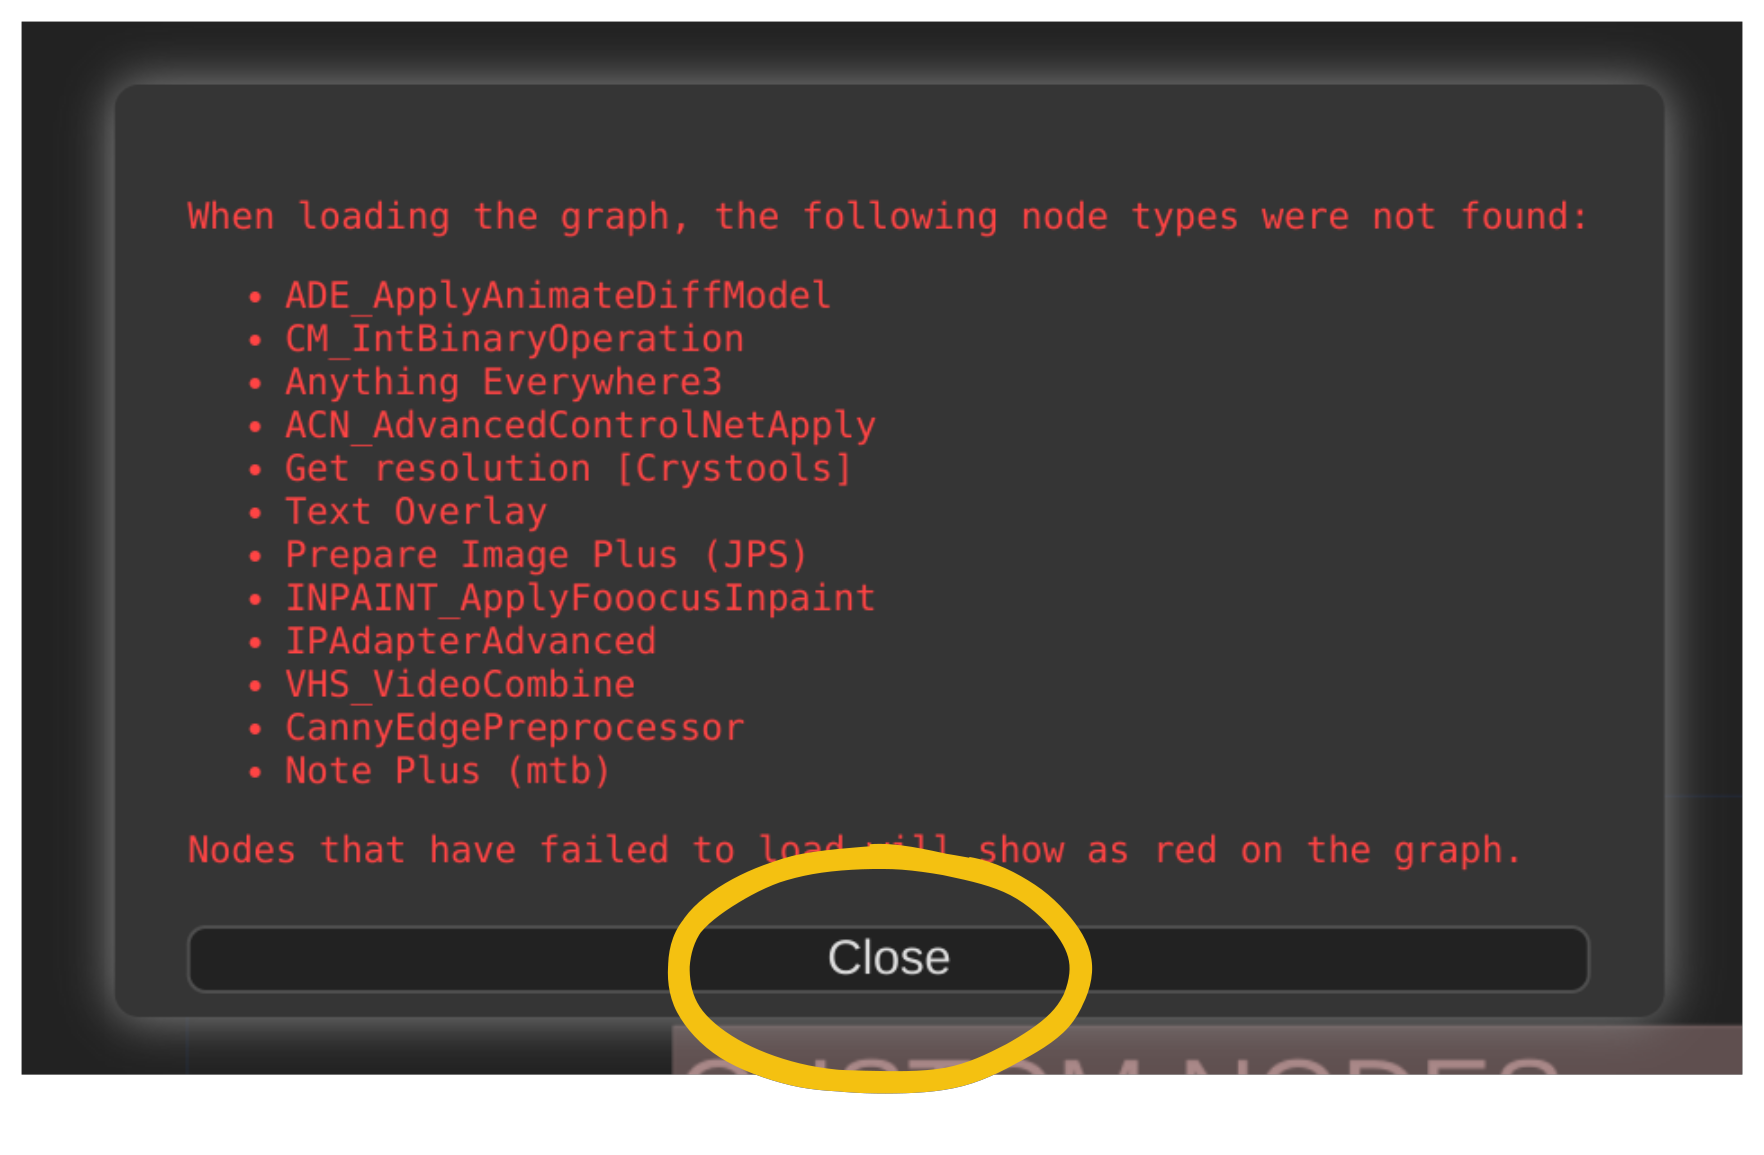 When loading the graph, the following node types were not found:
• ADE_ApplyAnimateDiffModel
• CM_IntBinaryOperation
• Anything Everywhere3
• ACN_AdvancedControlNetApply
• Get resolution [Crystools]
• Text Overlay
• Prepare Image Plus (JPS)
• INPAINT_ApplyFooocusInpaint
• IPAdapterAdvanced
• VHS_VideoCombine
• CannyEdgePreprocessor
• Note Plus (mtb)
Nodes that have failed to load will show as red on the graph.
Close
CUSTOM NODES